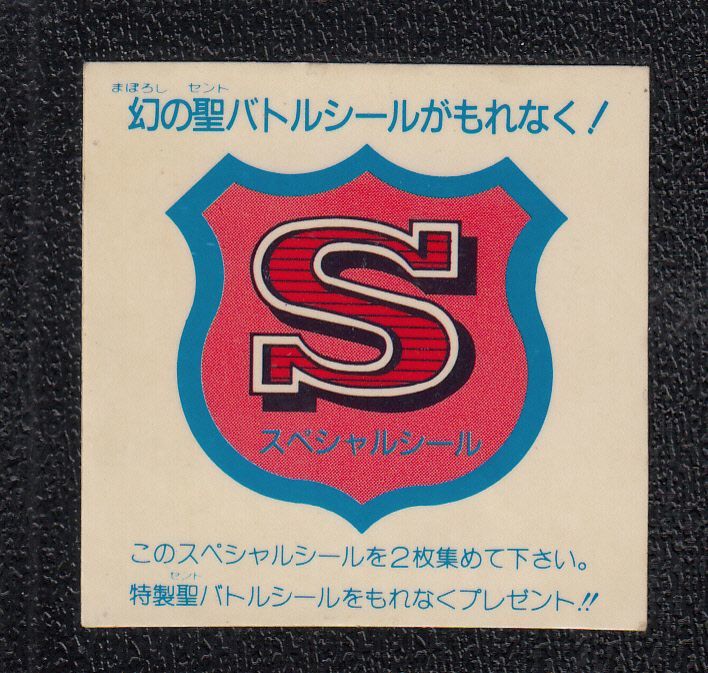 まぼろし セント
幻の聖バトルシールがもれなく!
S
スペシャルシール
このスペシャルシールを2枚集めて下さい。
セント
特製聖バトルシールをもれなくプレゼント!!